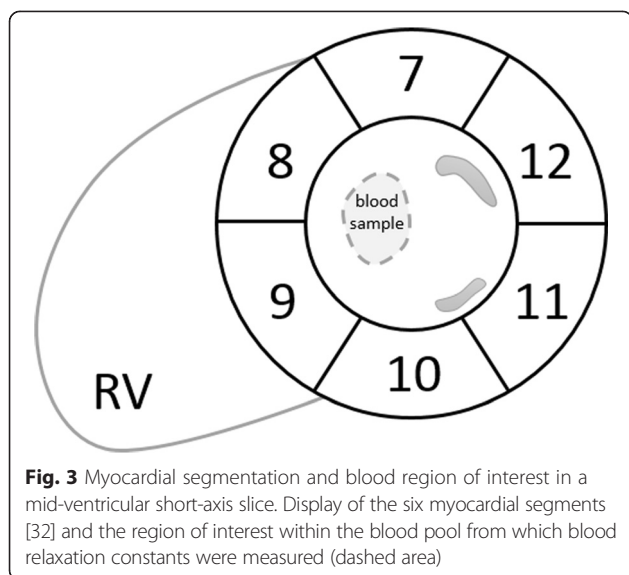 7
8
12
blood
sample
9
11
10
RV
Fig. 3 Myocardial segmentation and blood region of interest in a
mid-ventricular short-axis slice. Display of the six myocardial segments
[32] and the region of interest within the blood pool from which blood
relaxation constants were measured (dashed area)